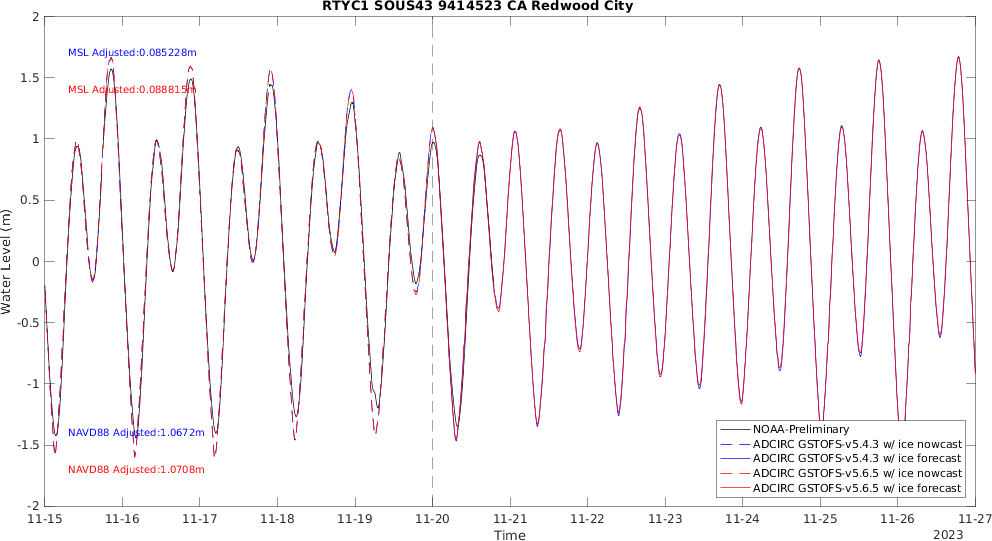 RTYC1 SOUS43 9414523 CA Redwood City
2
1.5
1
0.5
0
-0.5
-1
-1.5
-2
Water Level (m)
MSL Adjusted:0.085228m
MSL Adjusted:0.088815m
NAVD88 Adjusted:1.0672m
NAVD88 Adjusted:1.0708m
NOAA-Preliminary
ADCIRC GSTOFS-v5.4.3 w/ ice nowcast
ADCIRC GSTOFS-v5.4.3 w/ ice forecast
ADCIRC GSTOFS-v5.6.5 w/ ice nowcast
ADCIRC GSTOFS-v5.6.5 w/ ice forecast
11-15 11-16 11-17 11-18 11-19 11-20 11-21 11-22 11-23 11-24 11-25 11-26 11-27
Time
2023